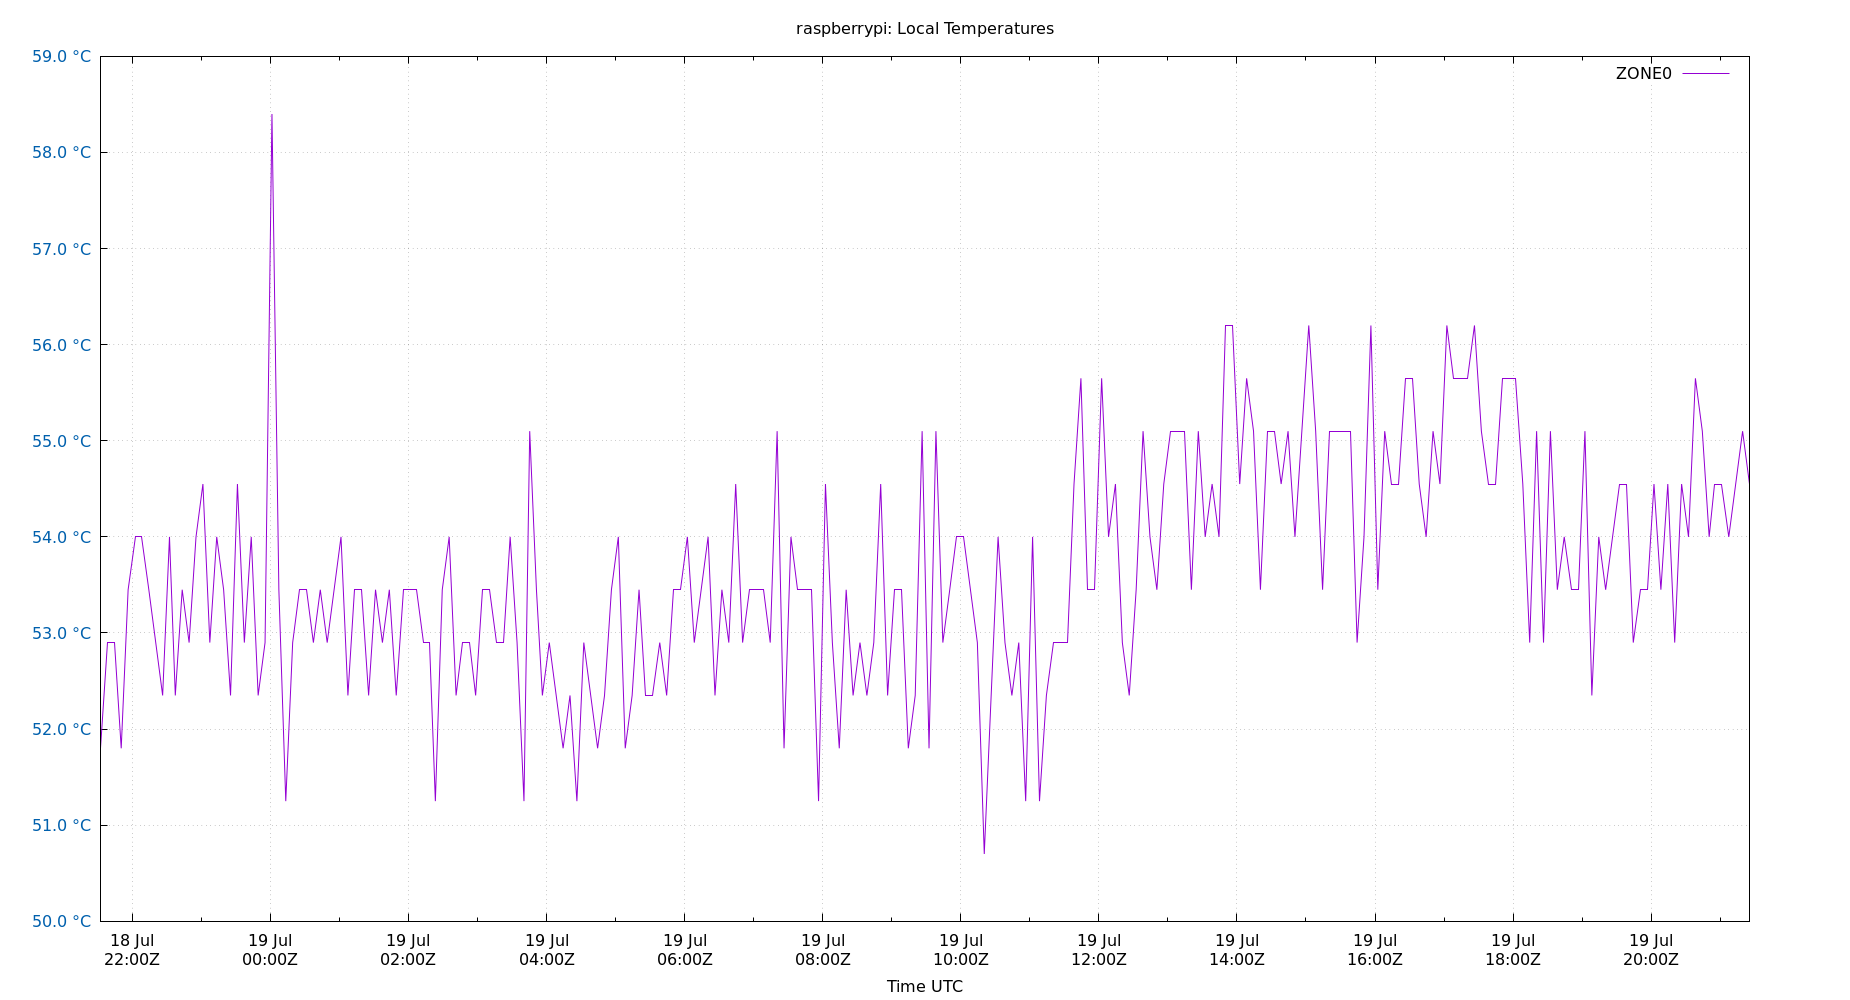 raspberrypi: Local Temperatures
59.0 °C
ZONE0
58.0 °C
57.0 °C
56.0 °C
55.0 °C
54.0 °C
53.0 °C
52.0 °C
51.0 °C
50.0 °C
18 Jul 19 Jul 19 Jul 19 Jul 19 Jul 19 Jul 19 Jul 19 Jul 19 Jul 19 Jul 19 Jul 19 Jul
22:00Z 00:00Z 02:00Z 04:00Z 06:00Z 08:00Z 10:00Z 12:00Z 14:00Z 16:00Z 18:00Z 20:00Z
Time UTC